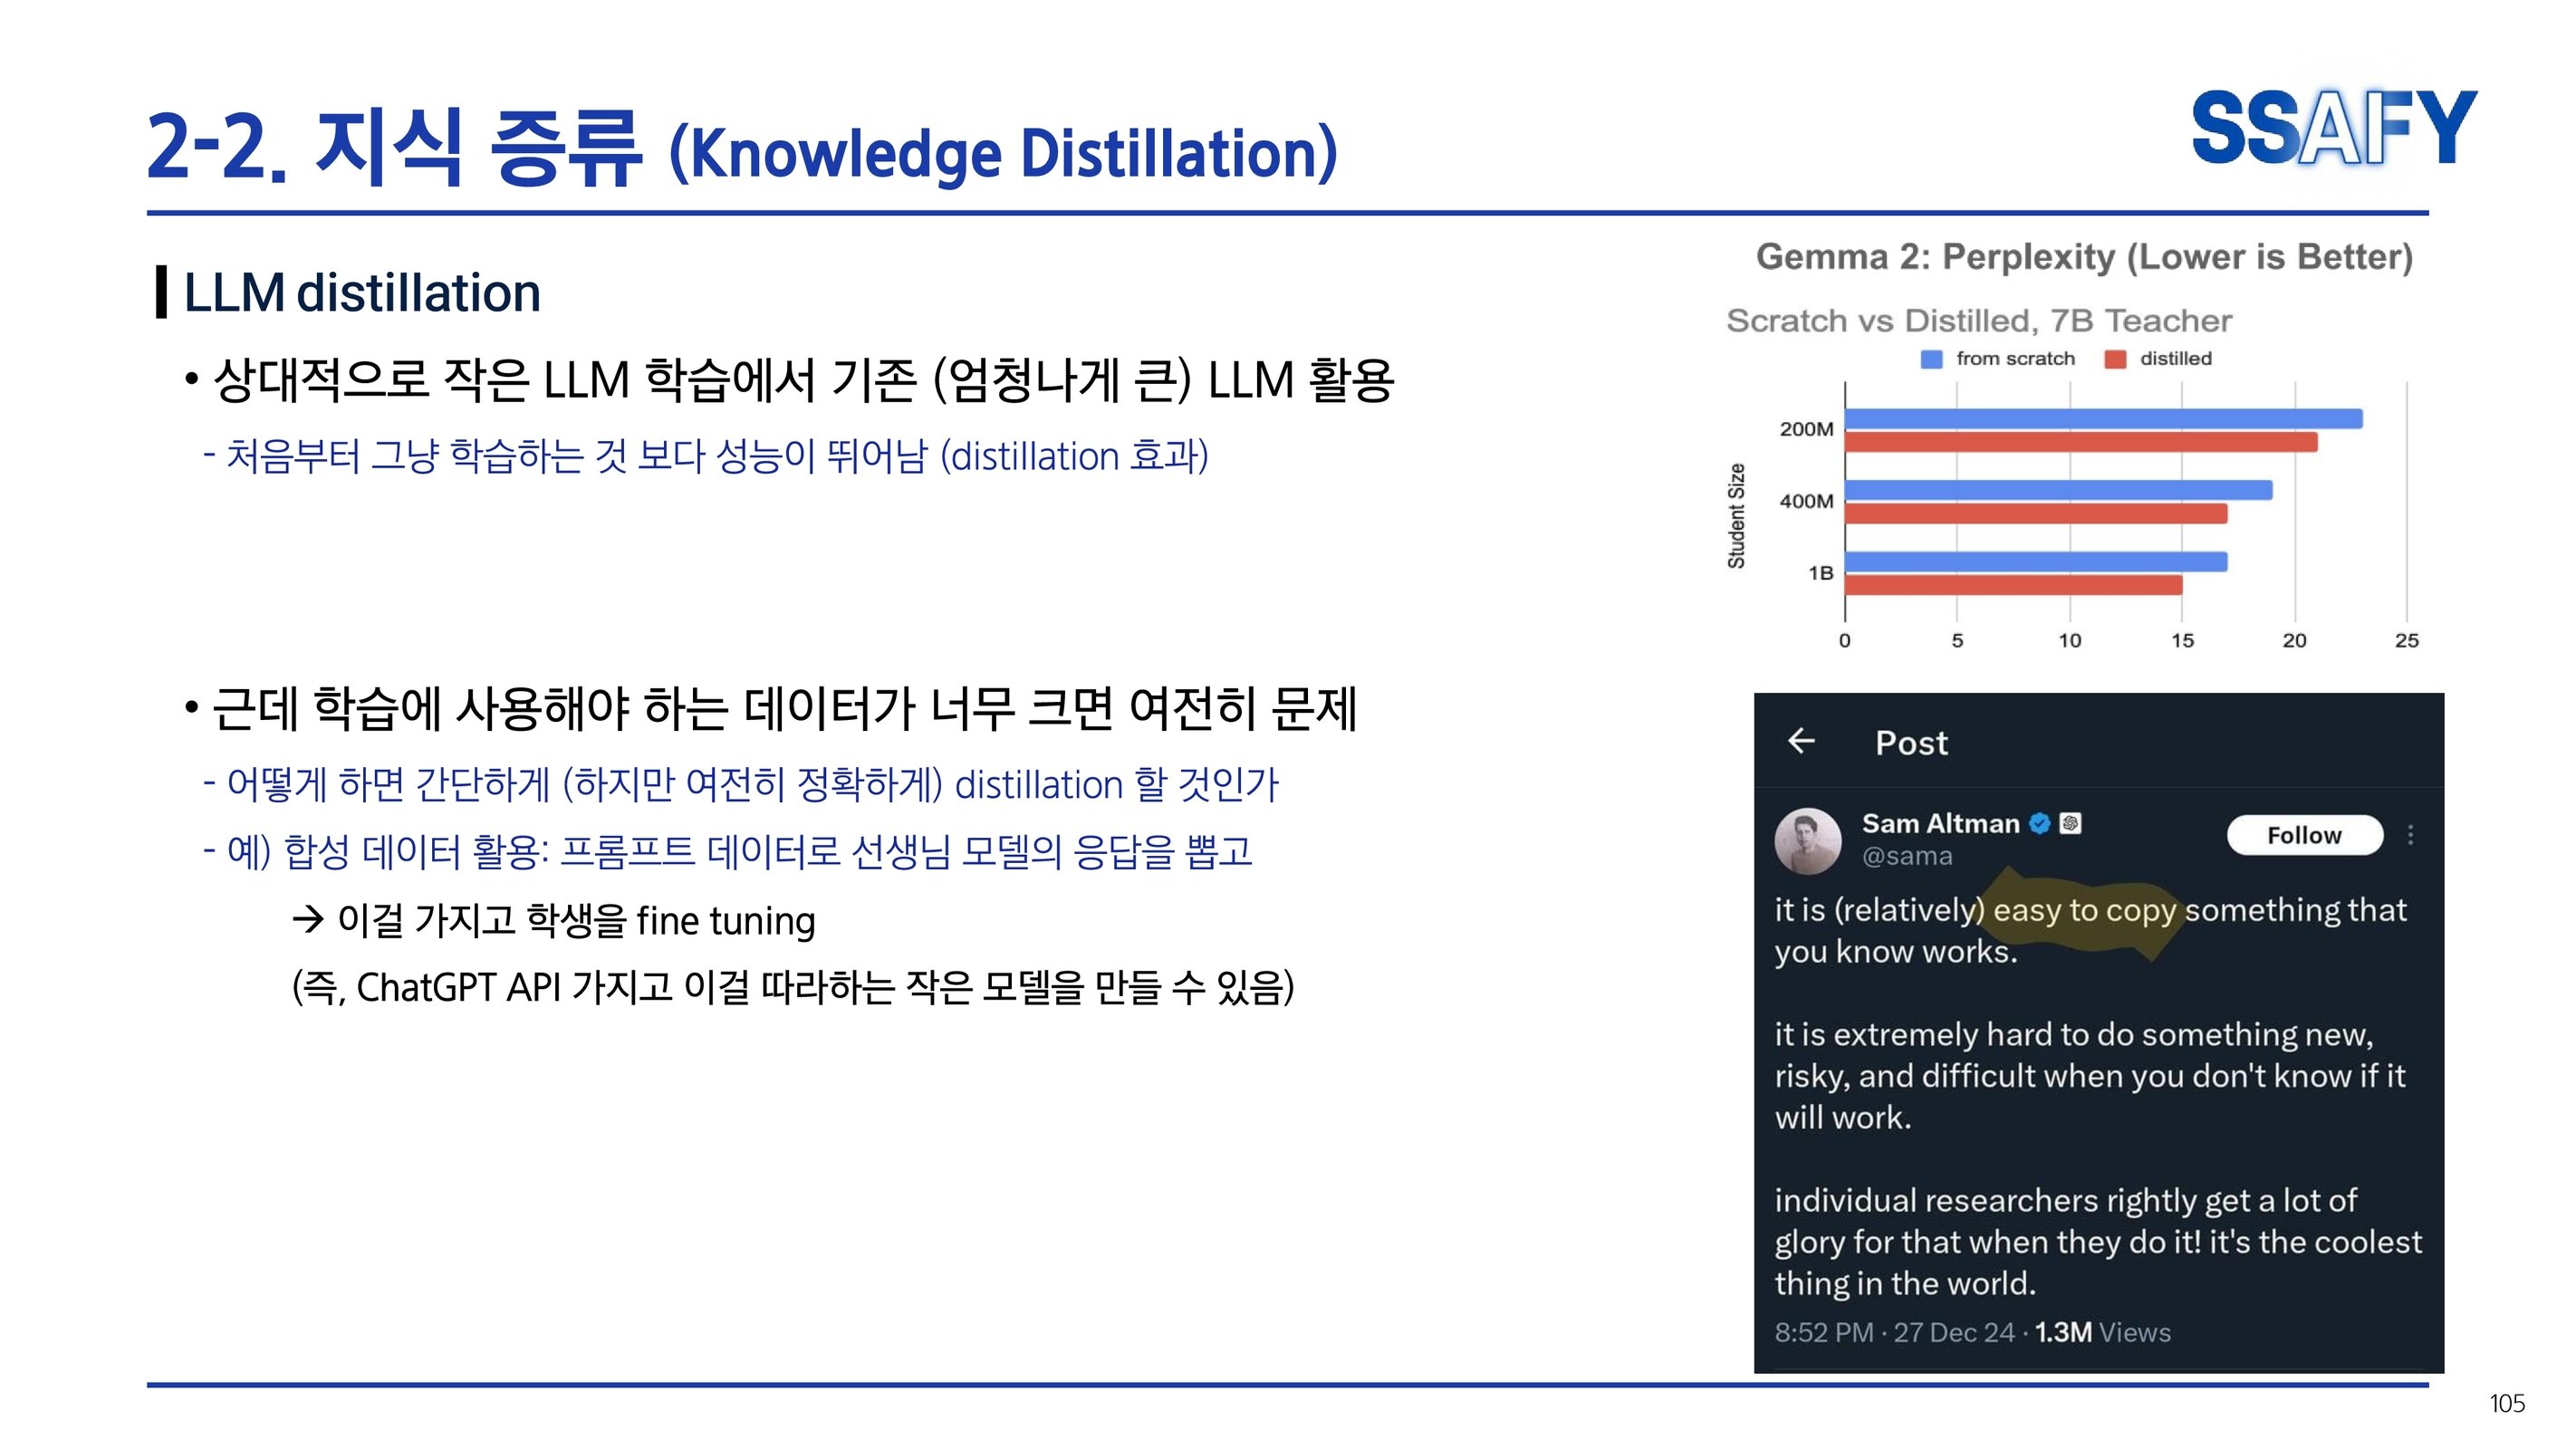 2-2. 지식 증류 (Knowledge Distillation)
SSAFY
LLM distillation
• 상대적으로 작은 LLM 학습에서 기존 (엄청나게 큰) LLM 활용
- 처음부터 그냥 학습하는 것 보다 성능이 뛰어남 (distillation 효과)
• 근데 학습에 사용해야 하는 데이터가 너무 크면 여전히 문제
- 어떻게 하면 간단하게 (하지만 여전히 정확하게) distillation 할 것인가
- 예) 합성 데이터 활용: 프롬프트 데이터로 선생님 모델의 응답을 뽑고
→ 이걸 가지고 학생을 fine tuning
(즉, ChatGPT API 가지고 이걸 따라하는 작은 모델을 만들 수 있음)
Gemma 2: Perplexity (Lower is Better)
Scratch vs Distilled, 7B Teacher
from scratch distilled
Student Size
200M
400M
1B
0 5 10 15 20 25
← Post
Sam Altman
@sama
Follow
it is (relatively) easy to copy something that
you know works.
it is extremely hard to do something new,
risky, and difficult when you don't know if it
will work.
individual researchers rightly get a lot of
glory for that when they do it! it's the coolest
thing in the world.
8:52 PM · 27 Dec 24 · 1.3M Views
105